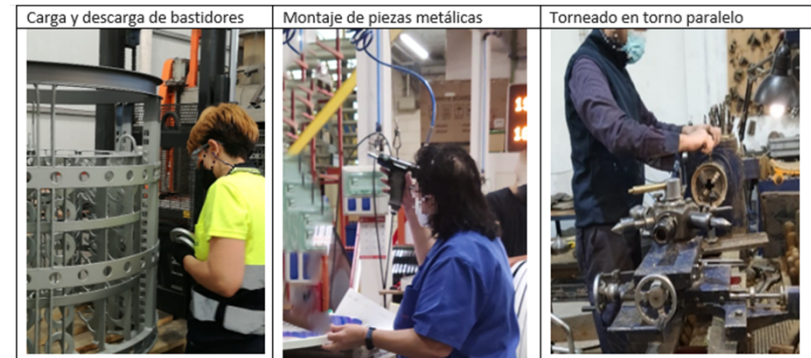 Carga y descarga de bastidores
Montaje de piezas metálicas
Torneado en torno paralelo